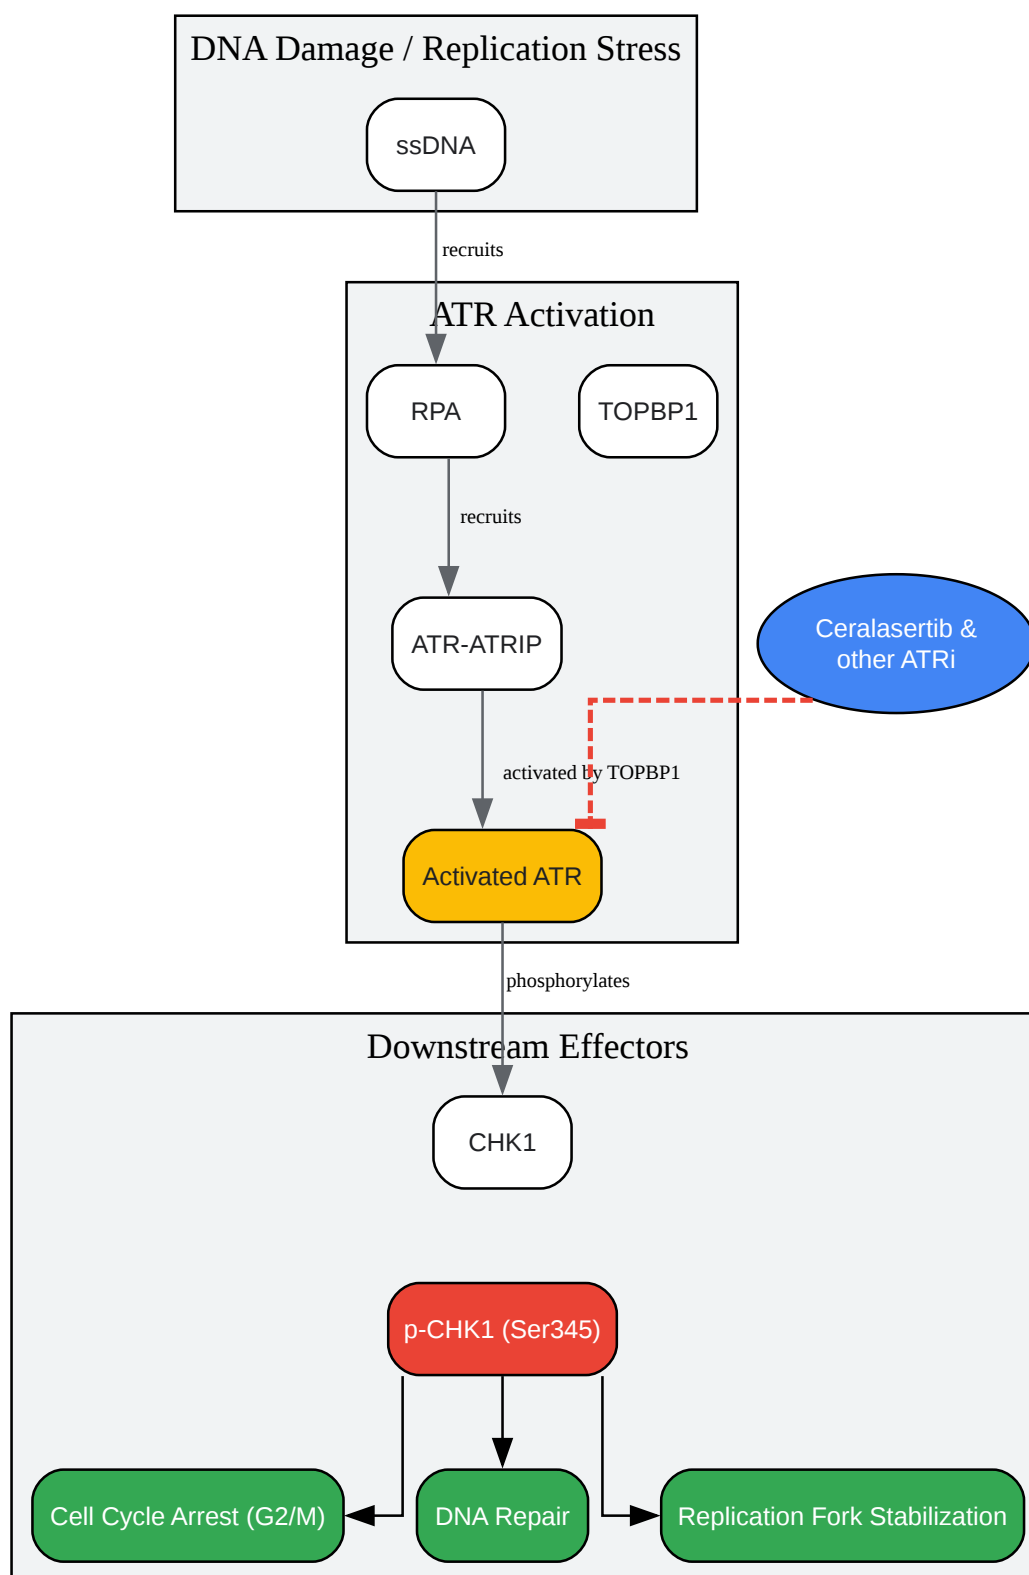 DNA Damage / Replication Stress
ssDNA
recruits
ATR Activation
RPA
TOPBP1
recruits
ATR-ATRIP
Ceralasertib &
other ATRi
activated by TOPBP1
Activated ATR
phosphorylates
Downstream Effectors
CHK1
p-CHK1 (Ser345)
Cell Cycle Arrest (G2/M)
DNA Repair
Replication Fork Stabilization